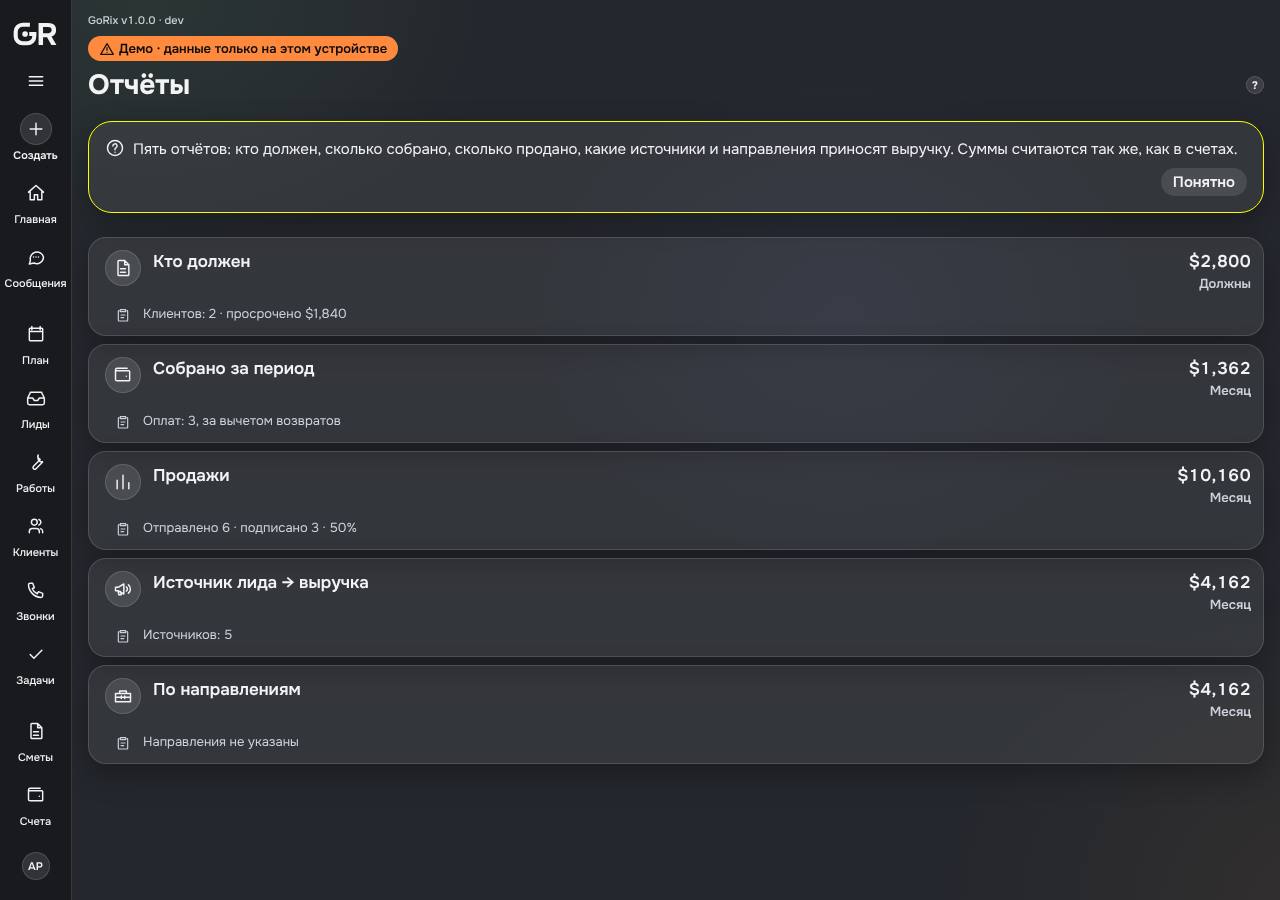 GR
GoRix v1.0.0 · dev
Демо · данные только на этом устройстве
Отчёты
?
Создать
Главная
Сообщения
План
Лиды
Работы
Клиенты
Звонки
Задачи
Сметы
Счета
AP
Пять отчётов: кто должен, сколько собрано, сколько продано, какие источники и направления приносят выручку. Суммы считаются так же, как в счетах.
Понятно
Кто должен
$2,800
Должны
Клиентов: 2 · просрочено $1,840
Собрано за период
$1,362
Месяц
Оплат: 3, за вычетом возвратов
Продажи
$10,160
Месяц
Отправлено 6 · подписано 3 · 50%
Источник лида → выручка
$4,162
Месяц
Источников: 5
По направлениям
$4,162
Месяц
Направления не указаны